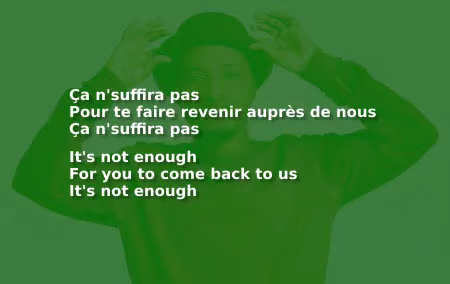 Ça n'suffira pas
Pour te faire revenir auprès de nous
Ça n'suffira pas
It's not enough
For you to come back to us
It's not enough